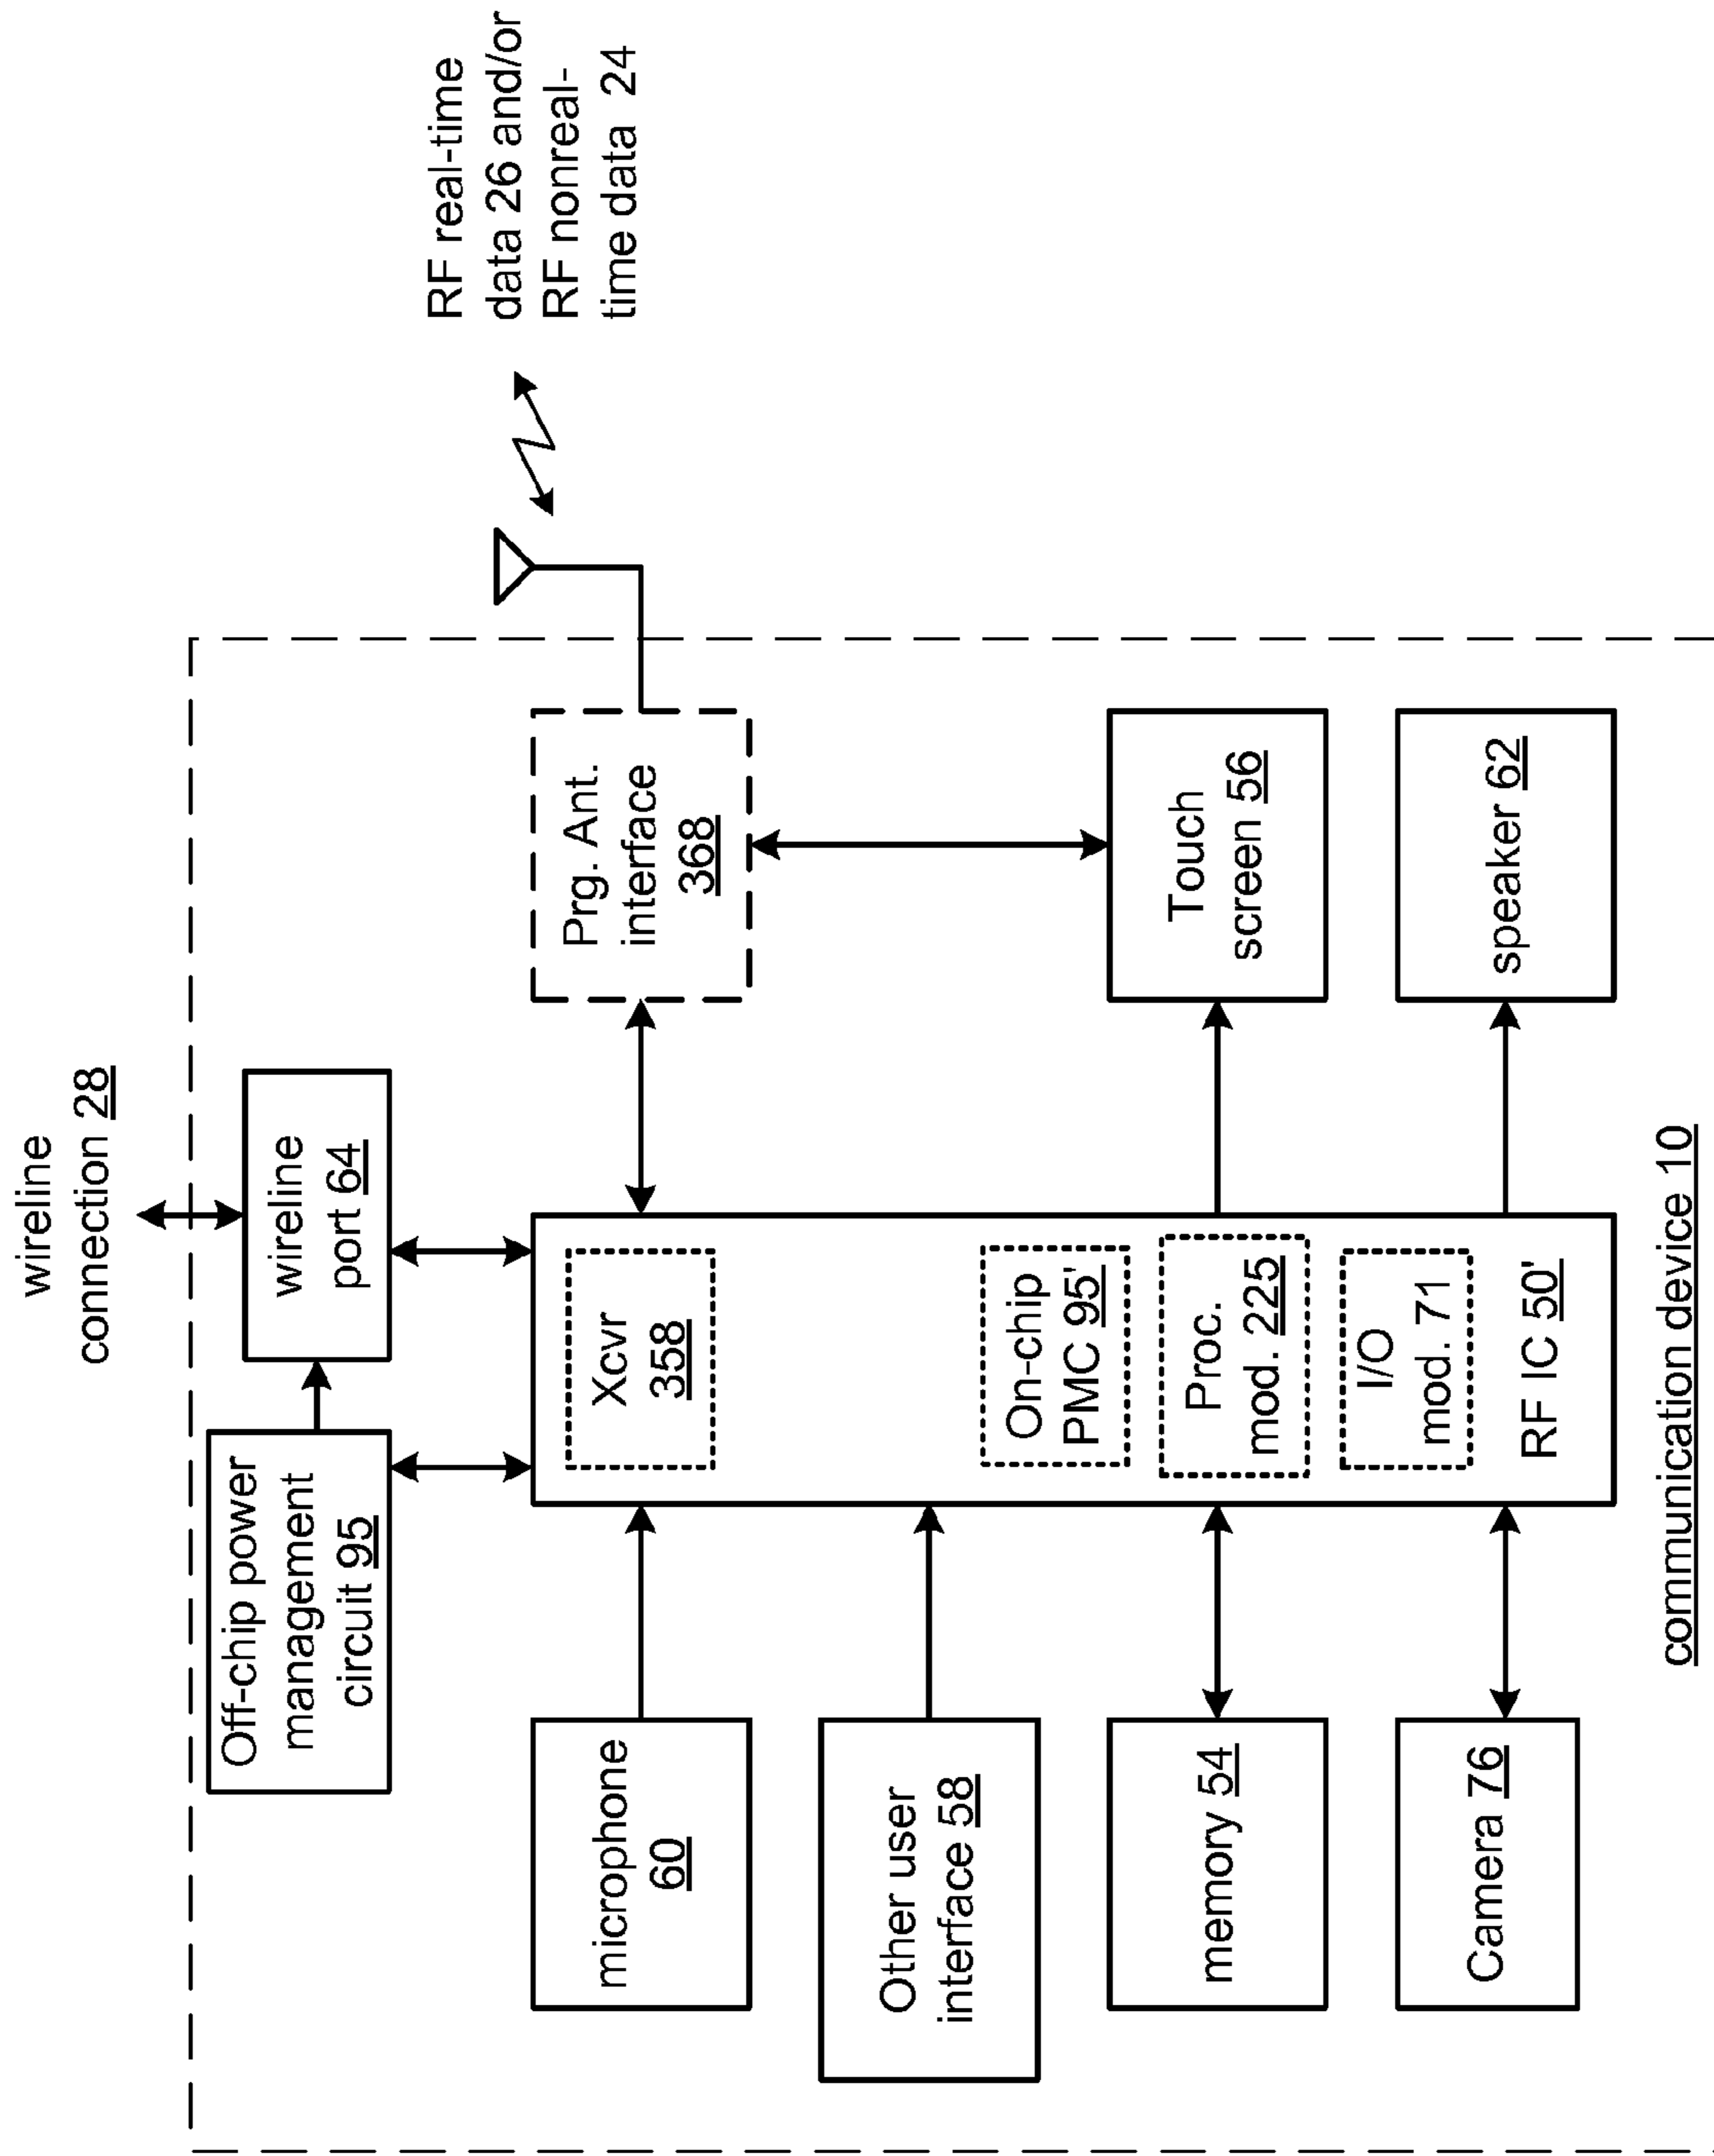 wireline
connection 28
Off-chip power
management
circuit 95
wireline
port 64
RF real-time
data 26 and/or
RF nonreal-
time data 24
microphone
60
Xcvr
358
Prg. Ant.
interface
368
Other user
interface 58
On-chip
PMC 95'
memory 54
Proc.
mod. 225
Touch
screen 56
Camera 76
I/O
mod. 71
RF IC 50'
speaker 62
communication device 10